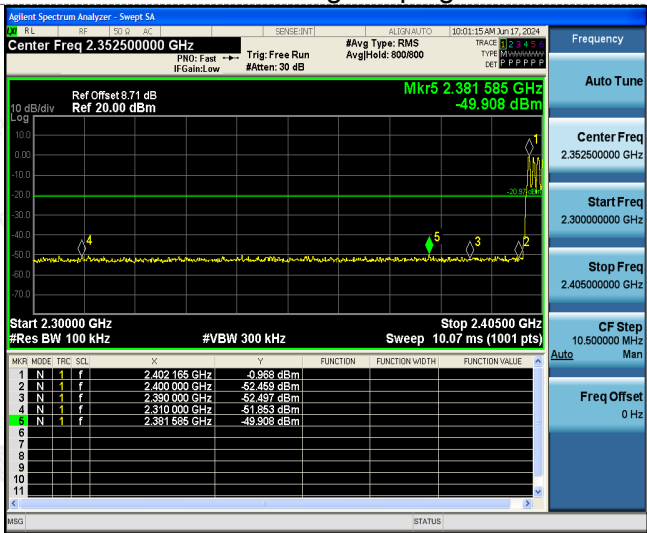 Agilent Spectrum Analyzer - Swept SA
RL RF 50 Ω AC SENSE:INT ALIGN AUTO 10:01:15 AM Jun 17, 2024
Center Freq 2.352500000 GHz
PNO: Fast
IFGain:Low
Trig: Free Run
#Atten: 30 dB
#Avg Type: RMS
Avg|Hold: 800/800
TRACE 1 2 3 4 5 6
TYPE M
DET P P P P P P
Ref Offset 8.71 dB
10 dB/div Ref 20.00 dBm
Log
Mkr5 2.381 585 GHz
-49.908 dBm
10.0
0.00
-10.0
-20.0
-30.0
-40.0
-50.0
-60.0
-70.0
1
-20.97 dBm
4
5
3
2
Start 2.30000 GHz Stop 2.40500 GHz
#Res BW 100 kHz #VBW 300 kHz Sweep 10.07 ms (1001 pts)
MKR MODE TRC SCL X Y FUNCTION FUNCTION WIDTH FUNCTION VALUE
1 N 1 f 2.402 165 GHz -0.968 dBm
2 N 1 f 2.400 000 GHz -52.459 dBm
3 N 1 f 2.390 000 GHz -52.497 dBm
4 N 1 f 2.310 000 GHz -51.853 dBm
5 N 1 f 2.381 585 GHz -49.908 dBm
6
7
8
9
10
11
MSG STATUS
Frequency
Auto Tune
Center Freq
2.352500000 GHz
Start Freq
2.300000000 GHz
Stop Freq
2.405000000 GHz
CF Step
10.500000 MHz
Auto Man
Freq Offset
0 Hz